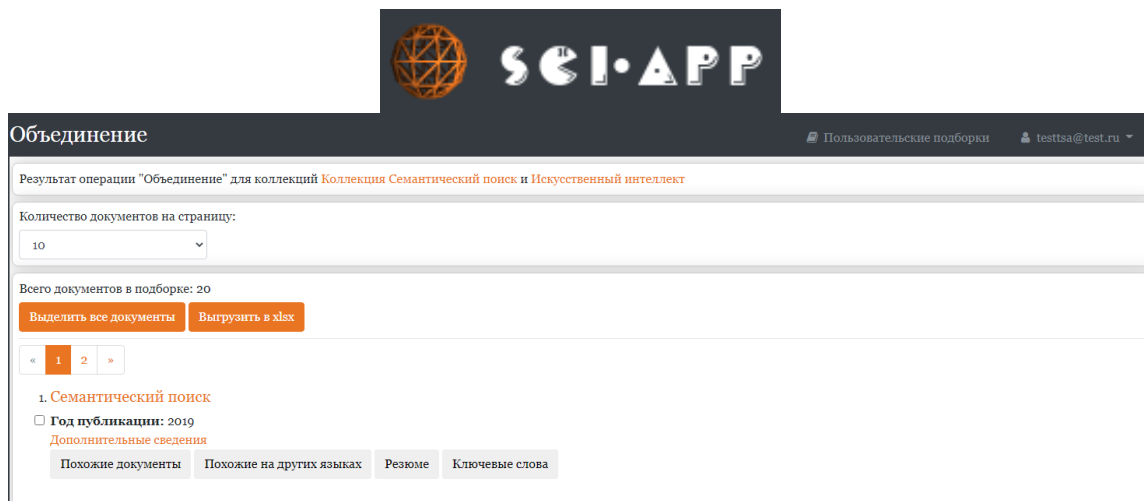 SCI•APP
Объединение
Пользовательские подборки
testtsa@test.ru
Результат операции "Объединение" для коллекций Коллекция Семантический поиск и Искусственный интеллект
Количество документов на страницу:
10
Всего документов в подборке: 20
Выделить все документы Выгрузить в xlsx
« 1 2 »
1. Семантический поиск
Год публикации: 2019
Дополнительные сведения
Похожие документы Похожие на других языках Резюме Ключевые слова